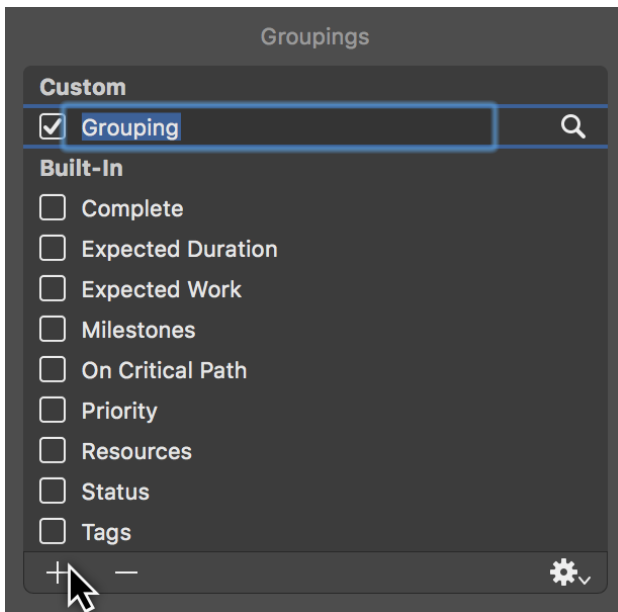 Groupings
Custom
Grouping
Built-In
Complete
Expected Duration
Expected Work
Milestones
On Critical Path
Priority
Resources
Status
Tags